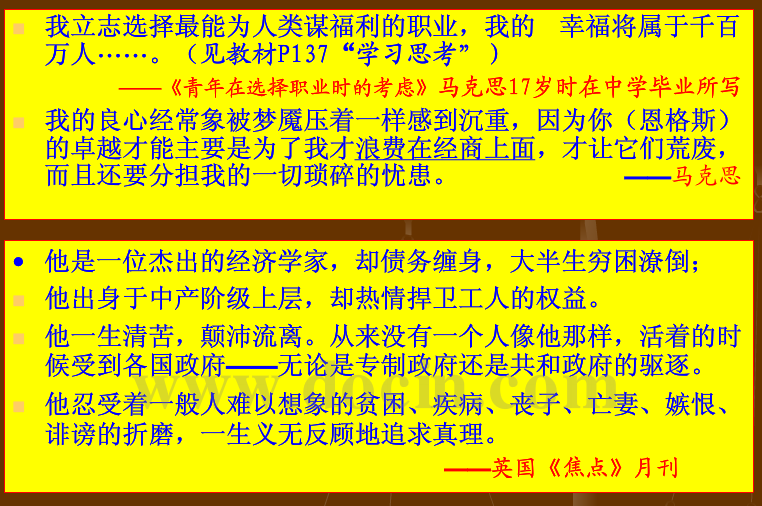 我立志选择最能为人类谋福利的职业，我的　幸福将属于千百
万人……。（见教材P137“学习思考”）
——《青年在选择职业时的考虑》马克思17岁时在中学毕业所写
我的良心经常象被梦魇压着一样感到沉重，因为你（恩格斯）
的卓越才能主要是为了我才浪费在经商上面，才让它们荒废，
而且还要分担我的一切琐碎的忧患。 ——马克思
• 他是一位杰出的经济学家，却债务缠身，大半生穷困潦倒；
他出身于中产阶级上层，却热情捍卫工人的权益。
他一生清苦，颠沛流离。从来没有一个人像他那样，活着的时
候受到各国政府——无论是专制政府还是共和政府的驱逐。
他忍受着一般人难以想象的贫困、疾病、丧子、亡妻、嫉恨、
诽谤的折磨，一生义无反顾地追求真理。
——英国《焦点》月刊
www.docin.com